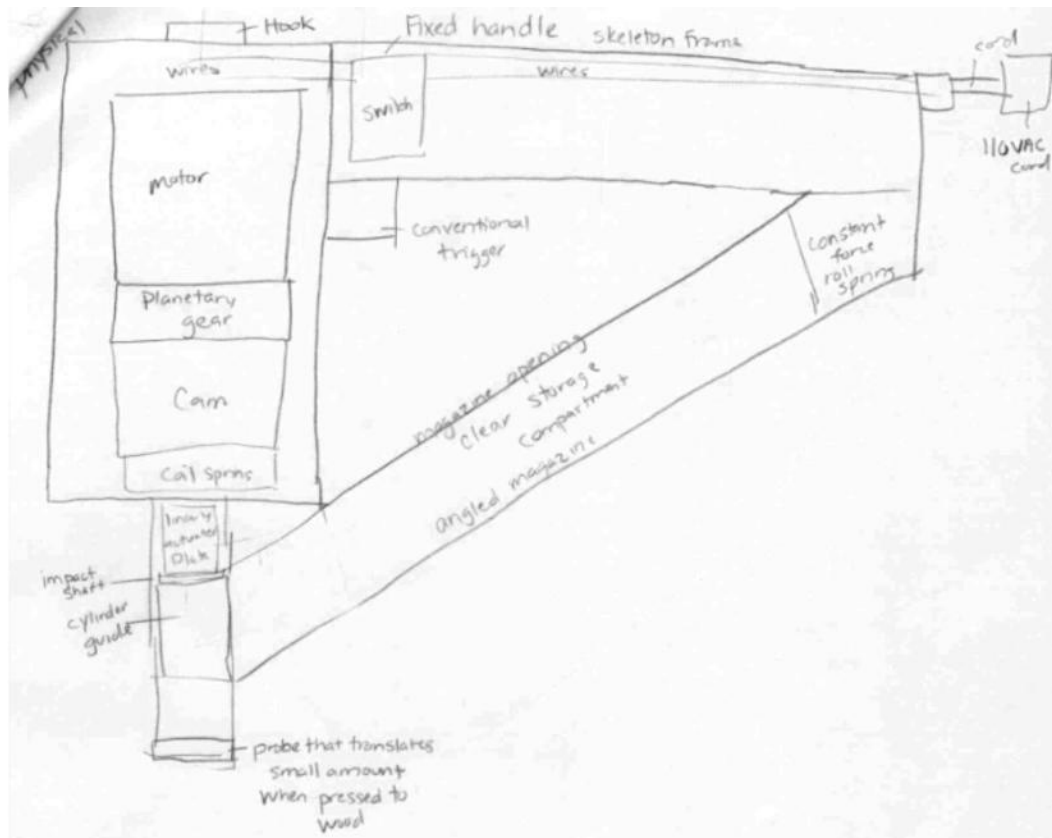 physical
Hook
Fixed handle skeleton frame
wires
wires
cord
switch
110VAC
cord
motor
conventional
trigger
constant
force
roll
spring
planetary
gear
magazine opening
clear storage
compartment
Cam
angled magazine
Coil spring
linearly
actuated
plate
impact
shaft
cylinder
guide
probe that translates
small amount
when pressed to
wood